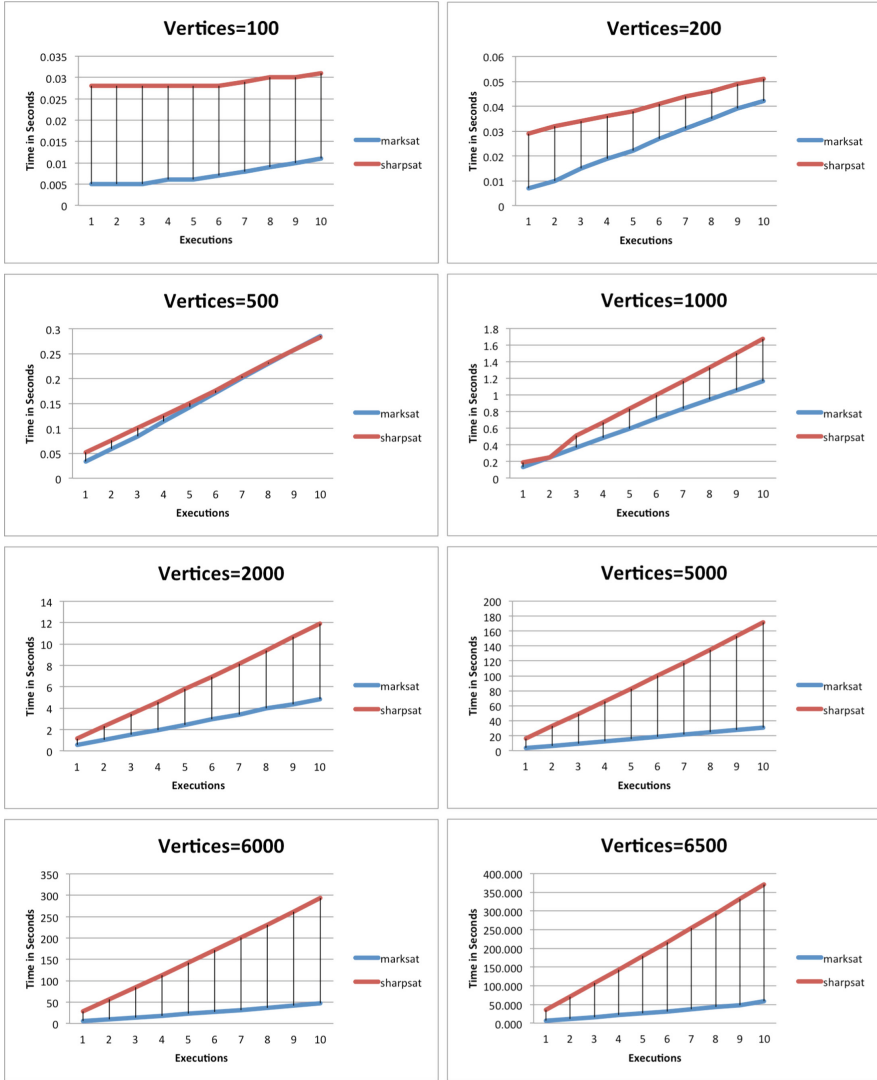 Vertices=100
Time in Seconds
0.035
0.03
0.025
0.02
0.015
0.01
0.005
0
1 2 3 4 5 6 7 8 9 10
Executions
marksat
sharpsat
Vertices=200
Time in Seconds
0.06
0.05
0.04
0.03
0.02
0.01
0
1 2 3 4 5 6 7 8 9 10
Executions
marksat
sharpsat
Vertices=500
Time in Seconds
0.3
0.25
0.2
0.15
0.1
0.05
0
1 2 3 4 5 6 7 8 9 10
Executions
marksat
sharpsat
Vertices=1000
Time in Seconds
1.8
1.6
1.4
1.2
1
0.8
0.6
0.4
0.2
0
1 2 3 4 5 6 7 8 9 10
Executions
marksat
sharpsat
Vertices=2000
Time in Seconds
14
12
10
8
6
4
2
0
1 2 3 4 5 6 7 8 9 10
Executions
marksat
sharpsat
Vertices=5000
Time in Seconds
200
180
160
140
120
100
80
60
40
20
0
1 2 3 4 5 6 7 8 9 10
Executions
marksat
sharpsat
Vertices=6000
Time in Seconds
350
300
250
200
150
100
50
0
1 2 3 4 5 6 7 8 9 10
Executions
marksat
sharpsat
Vertices=6500
Time in Seconds
400.000
350.000
300.000
250.000
200.000
150.000
100.000
50.000
0.000
1 2 3 4 5 6 7 8 9 10
Executions
marksat
sharpsat